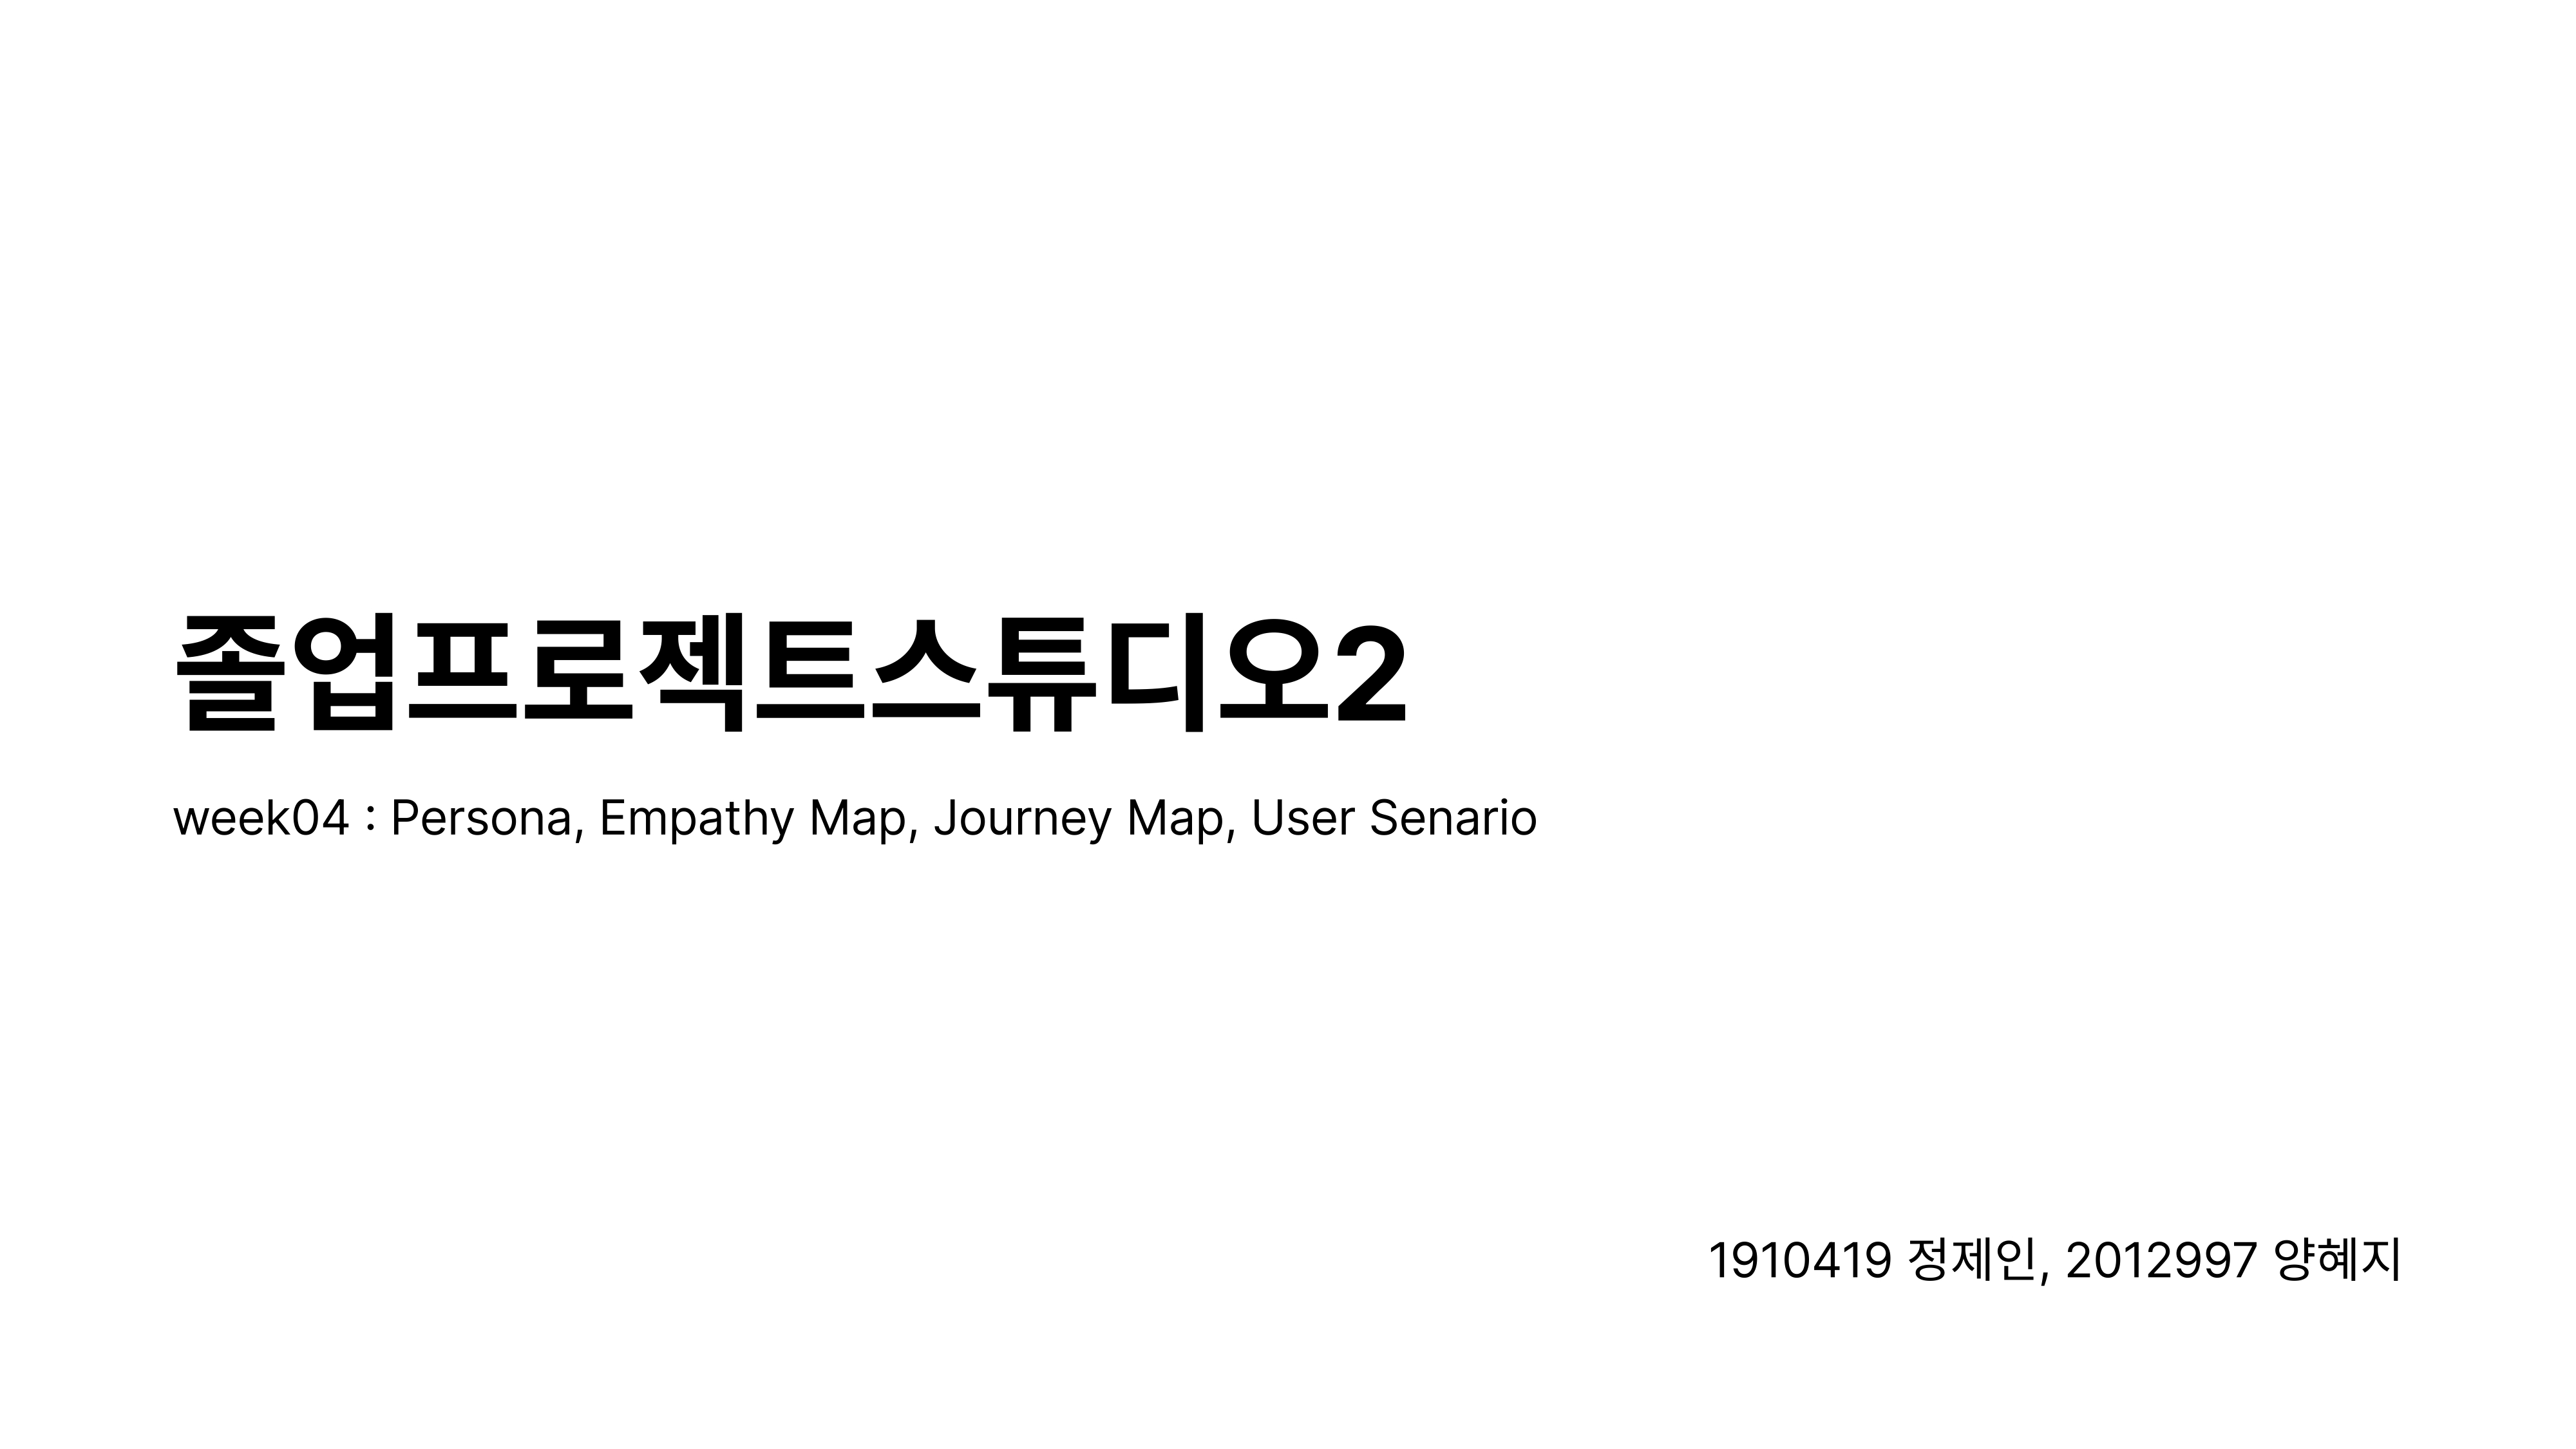 졸업프로젝트스튜디오2
week04 : Persona, Empathy Map, Journey Map, User Senario
1910419 정제인, 2012997 양혜지